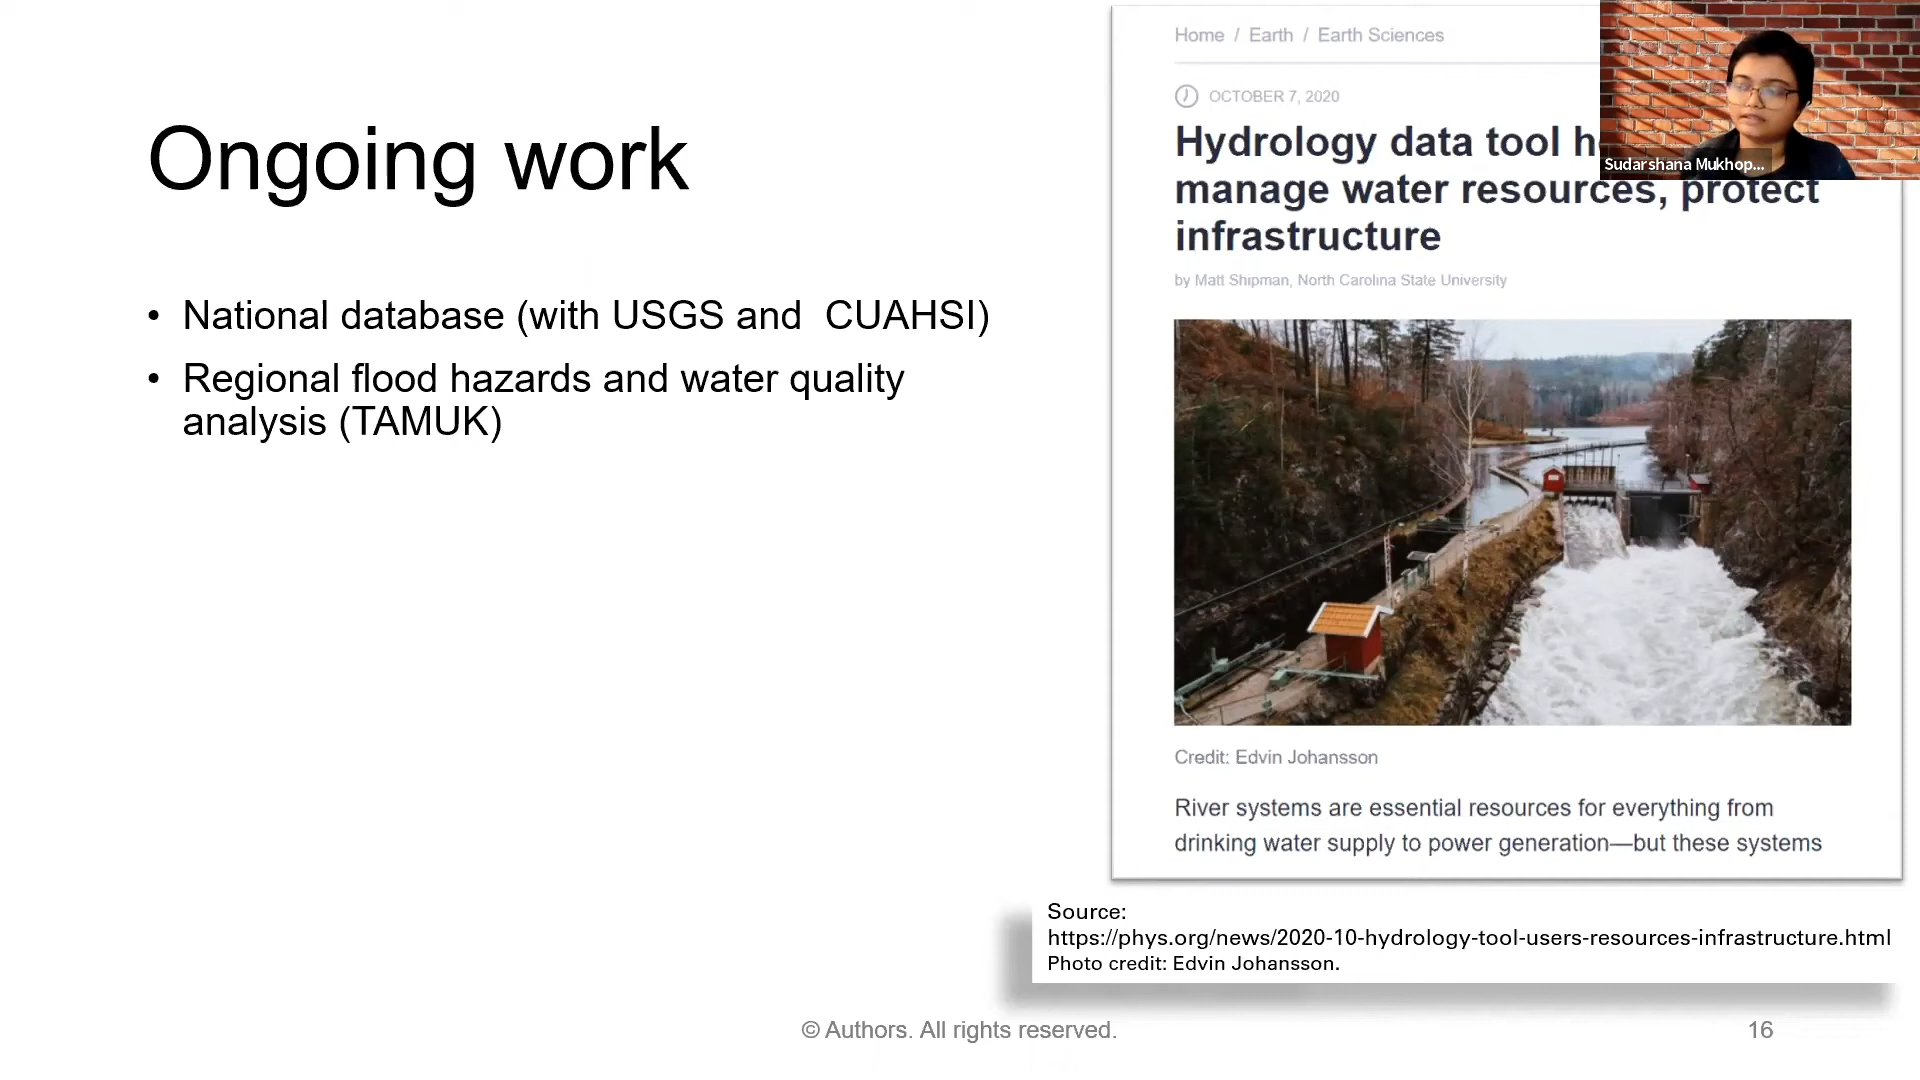 Ongoing work
• National database (with USGS and  CUAHSI)
• Regional flood hazards and water quality
analysis (TAMUK)
Home / Earth / Earth Sciences
OCTOBER 7, 2020
Hydrology data tool
manage water resources, protect
infrastructure
by Matt Shipman, North Carolina State University
Credit: Edvin Johansson
River systems are essential resources for everything from
drinking water supply to power generation—but these systems
Sudarshana Mukhop...
Source:
https://phys.org/news/2020-10-hydrology-tool-users-resources-infrastructure.html
Photo credit: Edvin Johansson.
© Authors. All rights reserved.
16